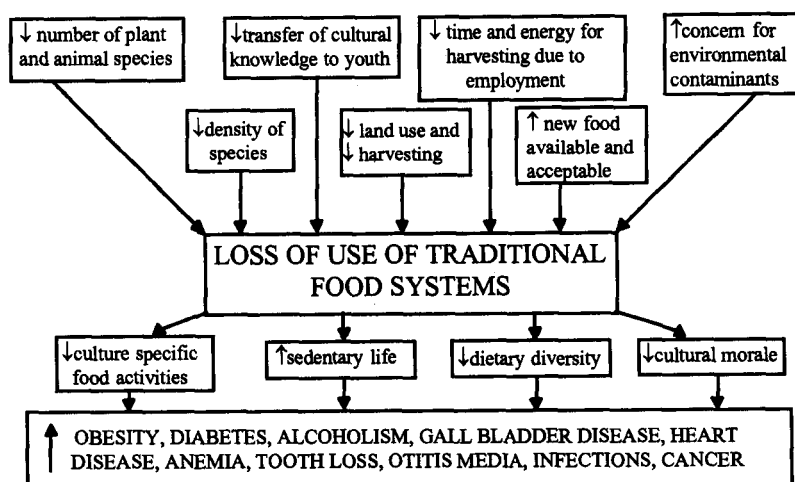 ↓ number of plant
and animal species
↓transfer of cultural
knowledge to youth
↓ time and energy for
harvesting due to
employment
↑concern for
environmental
contaminants
↓density of
species
↓ land use and
↓ harvesting
↑ new food
available and
acceptable
LOSS OF USE OF TRADITIONAL
FOOD SYSTEMS
↓culture specific
food activities
↑sedentary life
↓dietary diversity
↓cultural morale
↑ OBESITY, DIABETES, ALCOHOLISM, GALL BLADDER DISEASE, HEART
DISEASE, ANEMIA, TOOTH LOSS, OTITIS MEDIA, INFECTIONS, CANCER